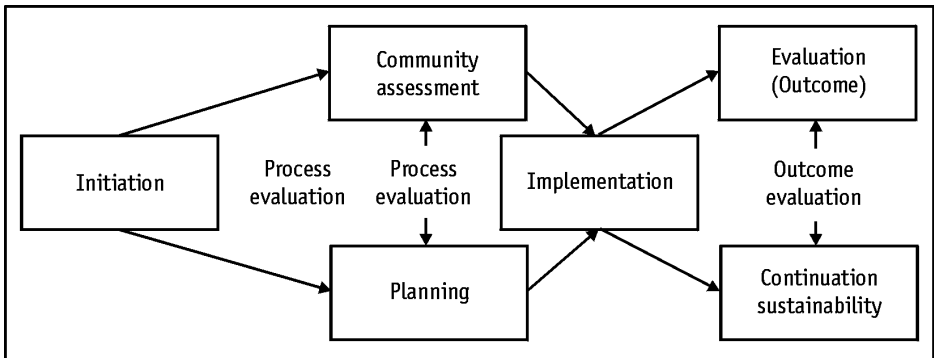 Community
assessment
Evaluation
(Outcome)
Initiation
Process
evaluation
Process
evaluation
Implementation
Outcome
evaluation
Planning
Continuation
sustainability